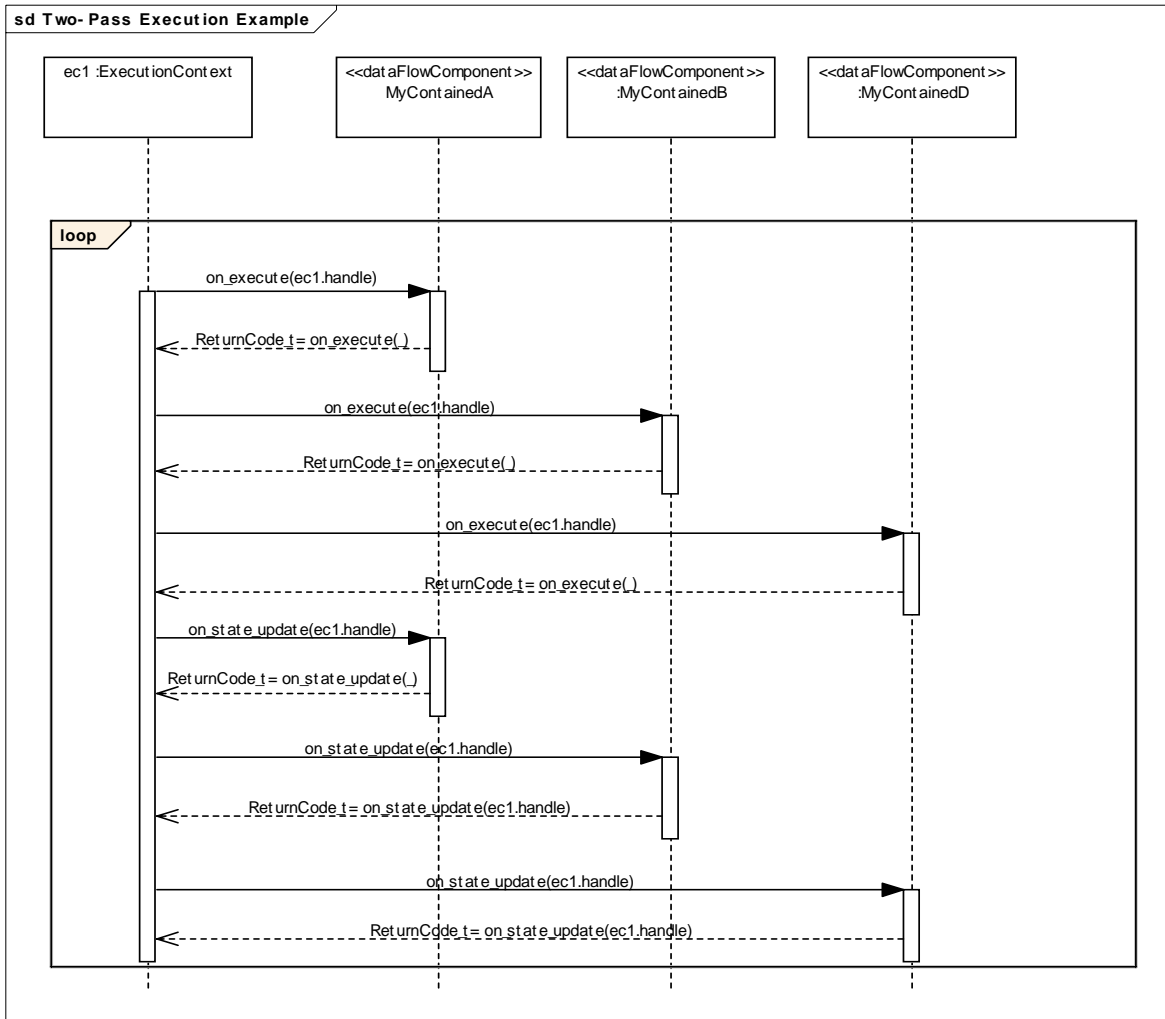 sd Two-Pass Execution Example
ec1 :ExecutionContext
<<dataFlowComponent>>
MyContainedA
<<dataFlowComponent>>
:MyContainedB
<<dataFlowComponent>>
:MyContainedD
loop
on_execute(ec1.handle)
ReturnCode_t= on_execute(_)
on_execute(ec1.handle)
ReturnCode_t= on_execute(_)
on_execute(ec1.handle)
ReturnCode_t= on_execute(_)
on_state_update(ec1.handle)
ReturnCode_t= on_state_update(_)
on_state_update(ec1.handle)
ReturnCode_t= on_state_update(ec1.handle)
on_state_update(ec1.handle)
ReturnCode_t= on_state_update(ec1.handle)